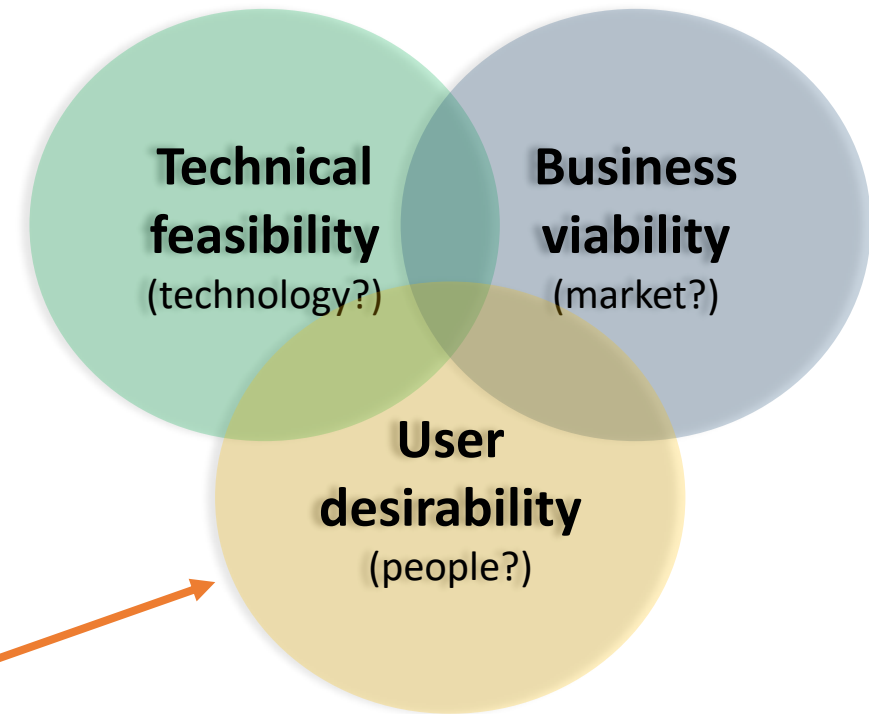 Technical
feasibility
(technology?)
Business
viability
(market?)
User
desirability
(people?)